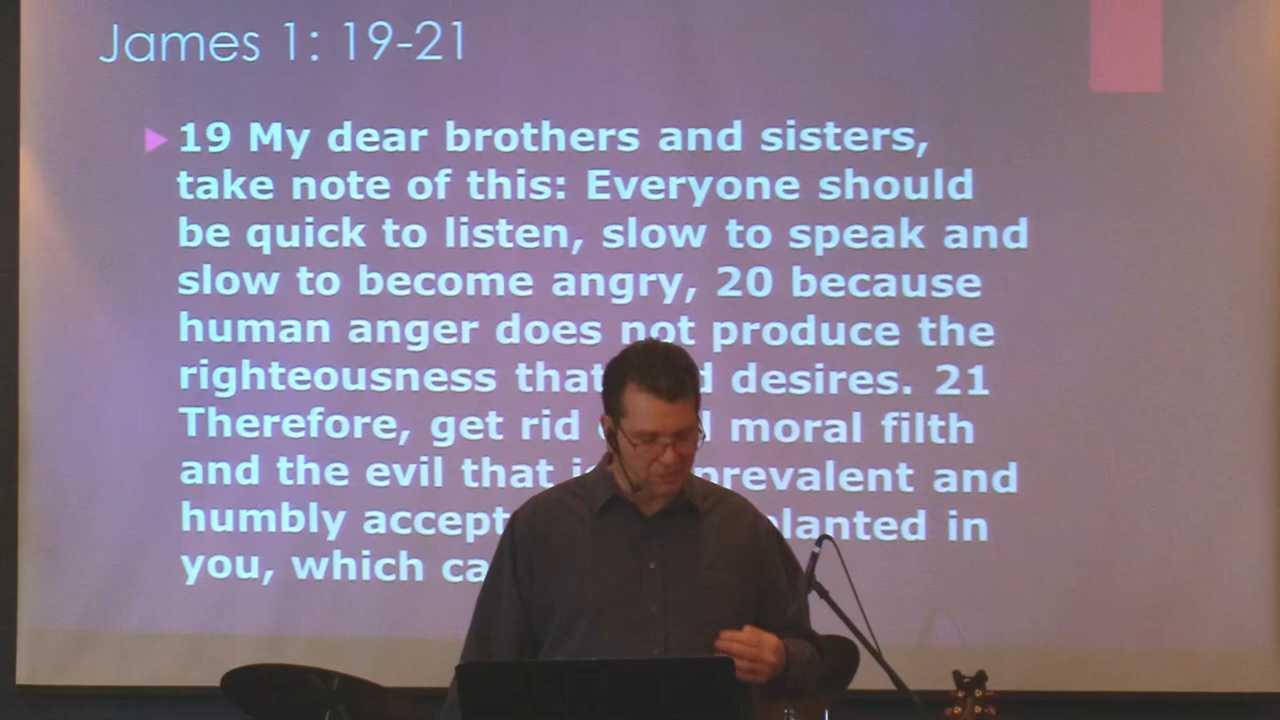 James 1: 19-21
19 My dear brothers and sisters,
take note of this: Everyone should
be quick to listen, slow to speak and
slow to become angry, 20 because
human anger does not produce the
righteousness that desires. 21
Therefore, get rid moral filth
and the evil that prevalent and
humbly accept planted in
you, which